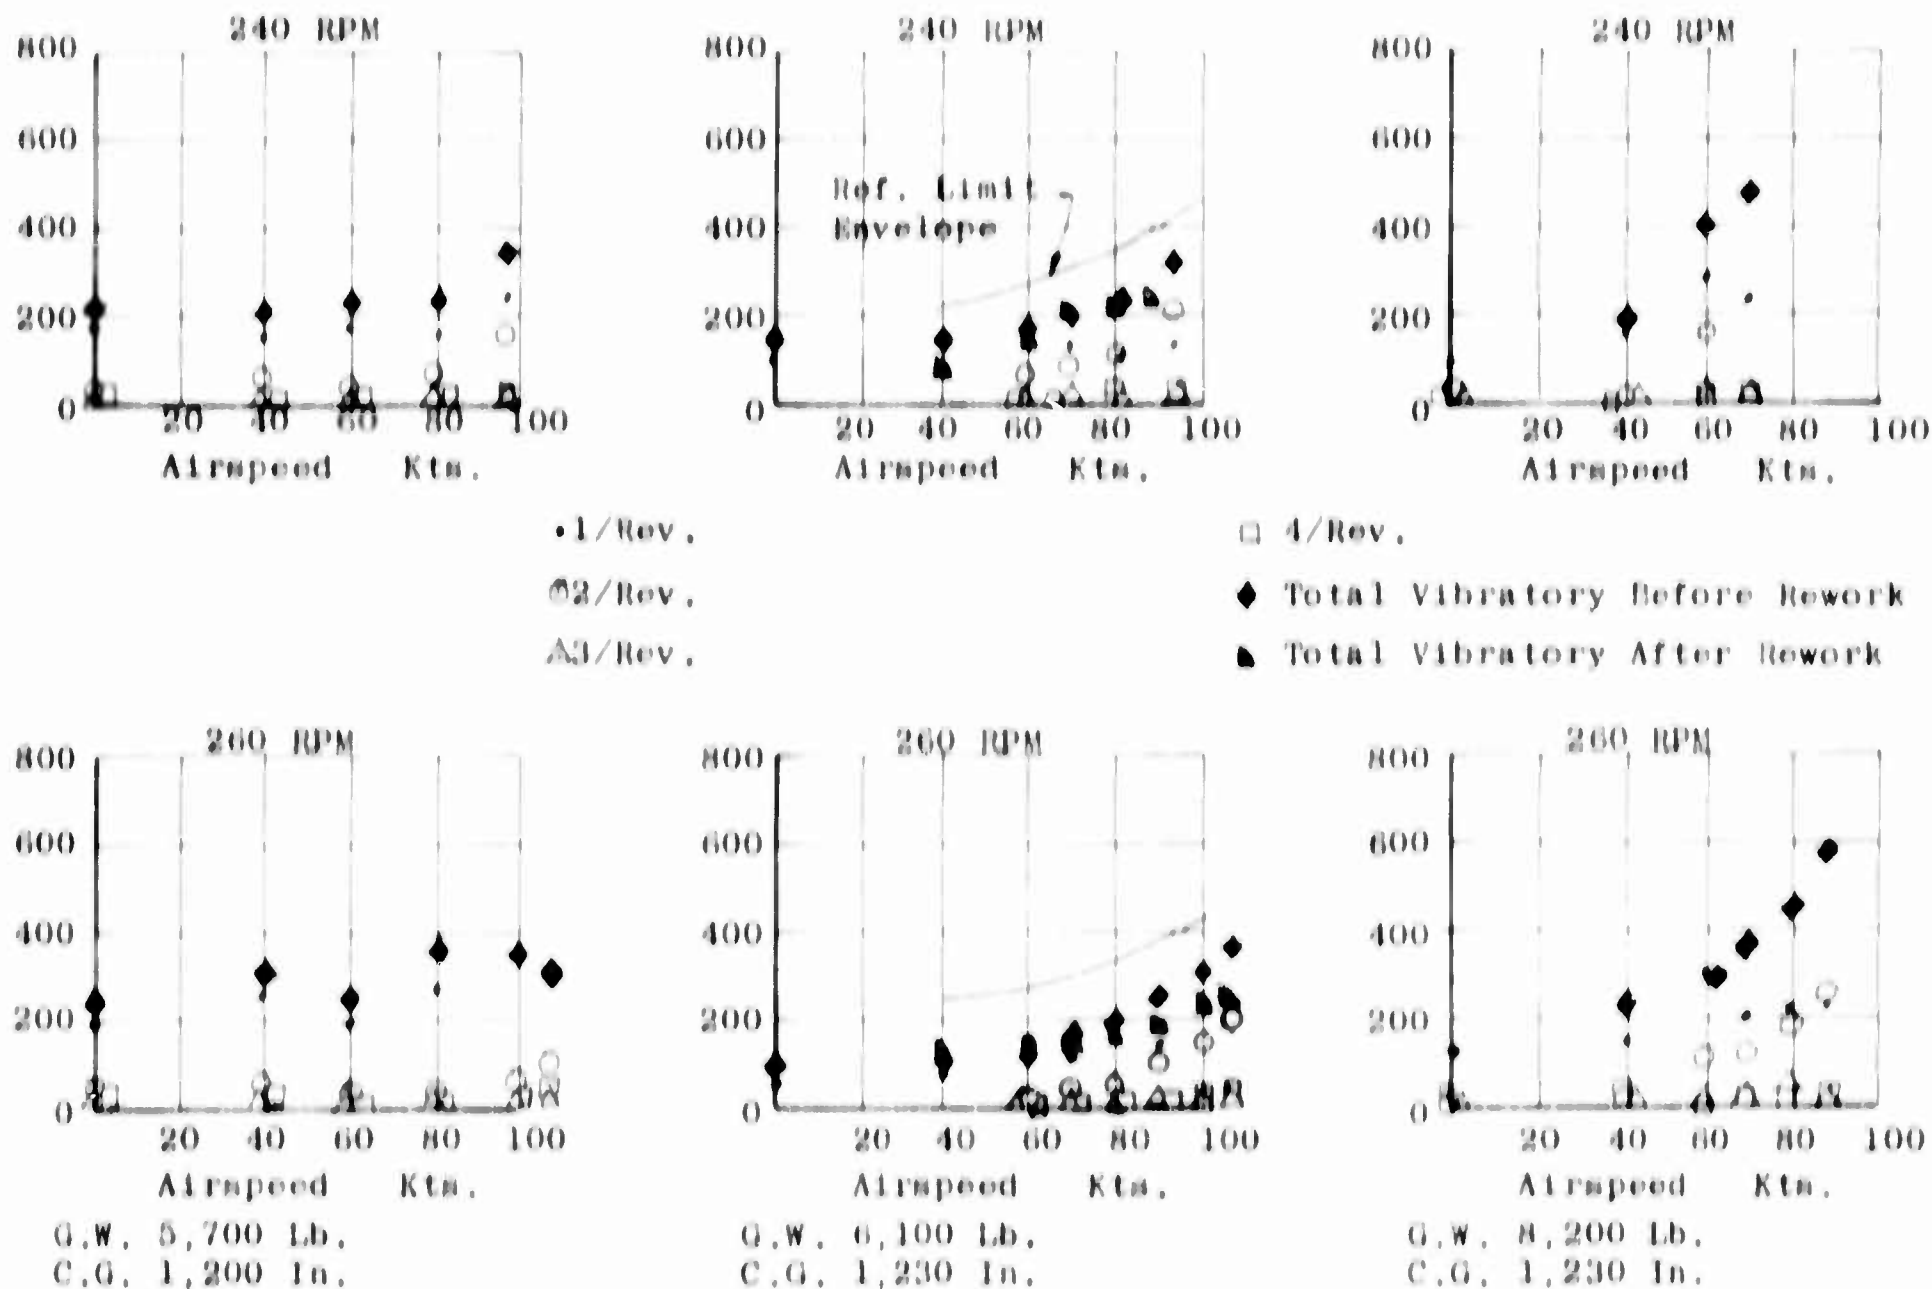 240 RPM
800
600
400
200
0
20 40 60 80 100
Airspeed Kts.
240 RPM
800
600
400
200
0
Ref. Limit
Envelope
20 40 60 80 100
Airspeed Kts.
240 RPM
800
600
400
200
0
20 40 60 80 100
Airspeed Kts.
1/Rev.
2/Rev.
3/Rev.
4/Rev.
Total Vibratory Before Rework
Total Vibratory After Rework
260 RPM
800
600
400
200
0
20 40 60 80 100
Airspeed Kts.
G.W. 5,700 Lb.
C.G. 1,200 In.
260 RPM
800
600
400
200
0
20 40 60 80 100
Airspeed Kts.
G.W. 6,100 Lb.
C.G. 1,230 In.
260 RPM
800
600
400
200
0
20 40 60 80 100
Airspeed Kts.
G.W. 8,200 Lb.
C.G. 1,230 In.